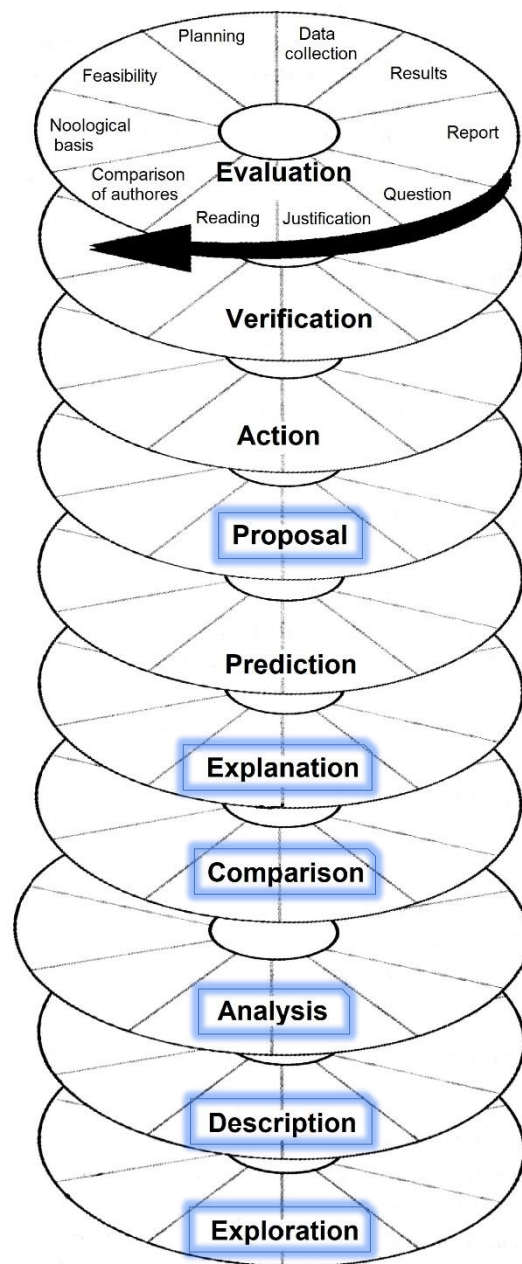 Planning
Data
collection
Feasibility
Results
Noological
basis
Report
Comparison
of authores
Evaluation
Question
Reading
Justification
Verification
Action
Proposal
Prediction
Explanation
Comparison
Analysis
Description
Exploration